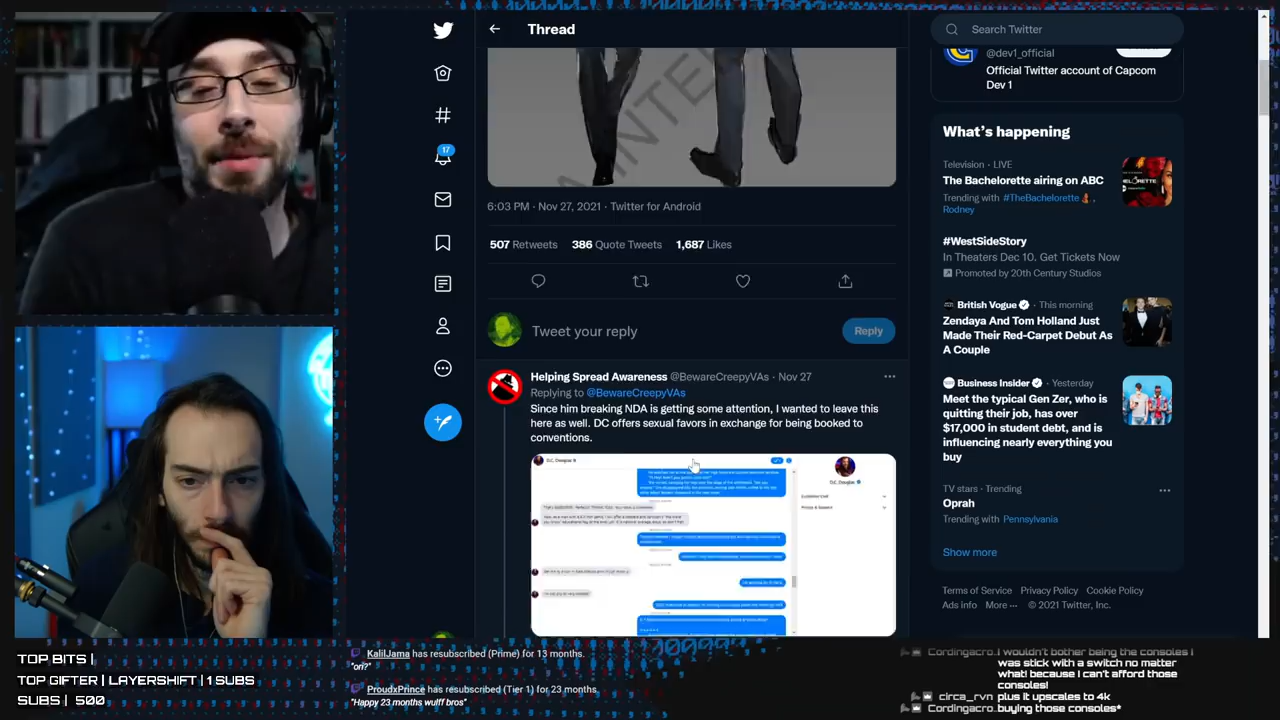 Thread
Search Twitter
@dev1_official
Official Twitter account of Capcom
Dev 1
6:03 PM · Nov 27, 2021 · Twitter for Android
507 Retweets 386 Quote Tweets 1,687 Likes
17
Tweet your reply
Reply
Helping Spread Awareness @BewareCreepyVAs · Nov 27
Replying to @BewareCreepyVAs
Since him breaking NDA is getting some attention, I wanted to leave this
here as well. DC offers sexual favors in exchange for being booked to
conventions.
What's happening
Television · LIVE
The Bachelorette airing on ABC
Trending with #TheBachelorette,
Rodney
#WestSideStory
In Theaters Dec 10. Get Tickets Now
Promoted by 20th Century Studios
British Vogue · This morning
Zendaya And Tom Holland Just
Made Their Red-Carpet Debut As
A Couple
Business Insider · Yesterday
Meet the typical Gen Zer, who is
quitting their job, has over
$17,000 in student debt, and is
influencing nearly everything you
buy
TV stars · Trending
Oprah
Trending with Pennsylvania
Show more
Terms of Service Privacy Policy Cookie Policy
Ads info More ··· © 2021 Twitter, Inc.
TOP BITS |
TOP GIFTER | LAYERSHIFT | 1 SUBS
SUBS | 500
KalilJama has resubscribed (Prime) for 13 months.
"ori?"
ProudxPrince has resubscribed (Tier 1) for 23 months.
"Happy 23 months wulff bros"
Cordingacro: i wouldn't bother being the consoles i
was stick with a switch no matter
what because I can't afford those
consoles!
circa_rvn: plus it upscales to 4k
Cordingacro: buying those consoles*